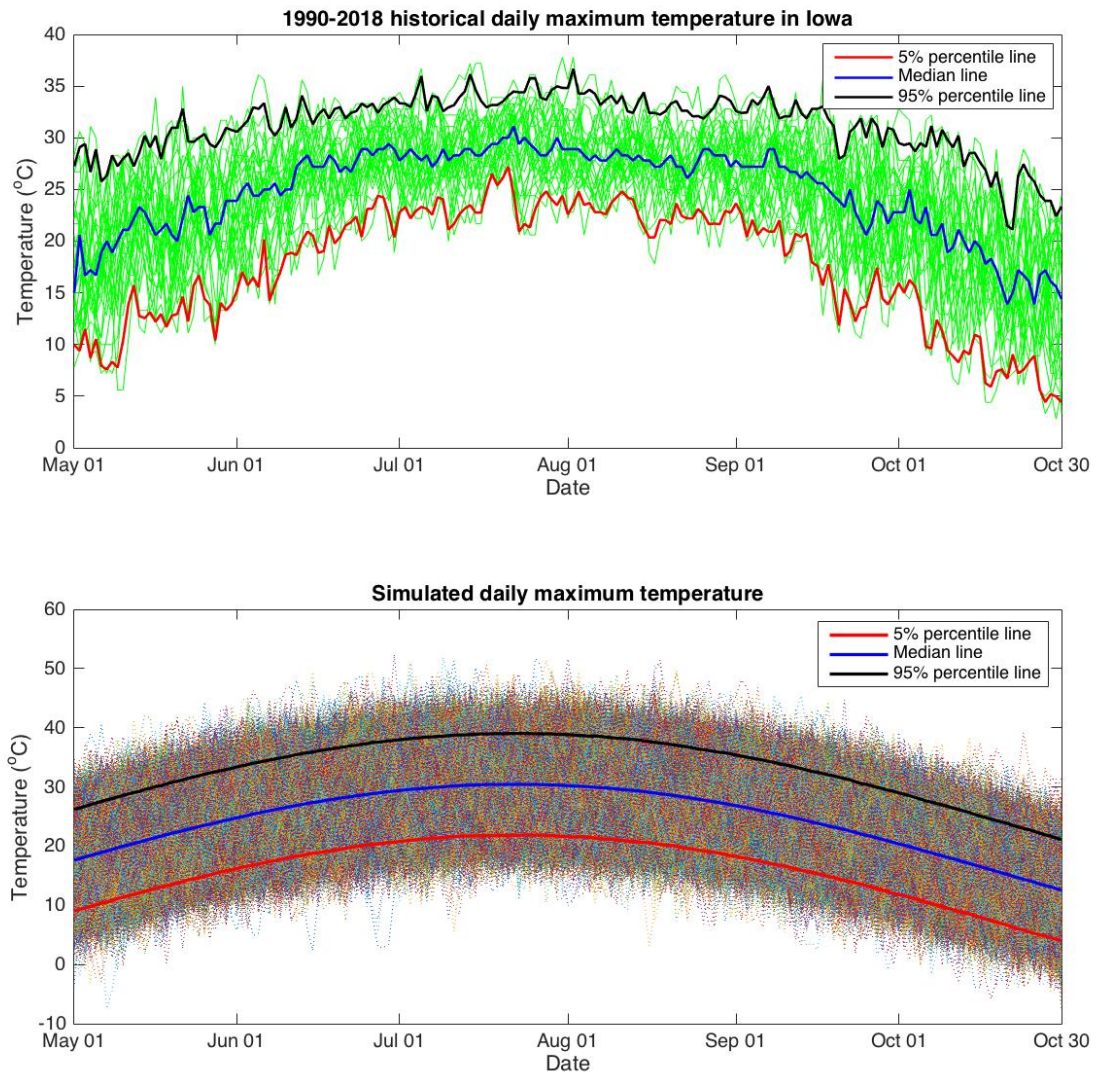 1990-2018 historical daily maximum temperature in Iowa
40
35
30
25
20
15
10
5
0
Temperature (°C)
5% percentile line
Median line
95% percentile line
May 01 Jun 01 Jul 01 Aug 01 Sep 01 Oct 01 Oct 30
Date
Simulated daily maximum temperature
60
50
40
30
20
10
0
-10
Temperature (°C)
5% percentile line
Median line
95% percentile line
May 01 Jun 01 Jul 01 Aug 01 Sep 01 Oct 01 Oct 30
Date